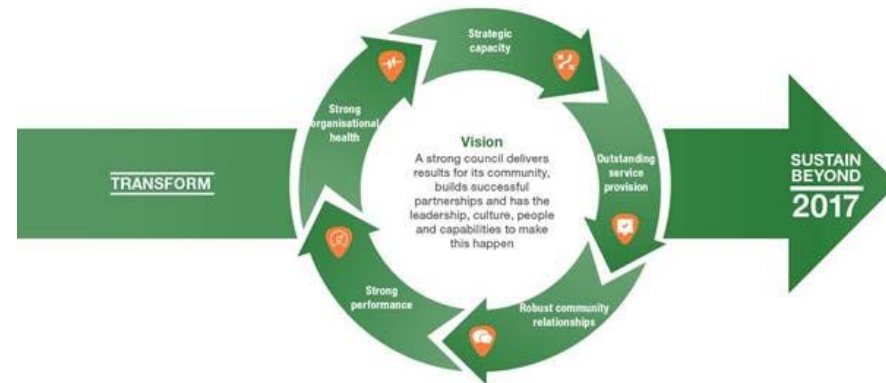 TRANSFORM
Strategic
capacity
Strong
organisational
health
Vision
A strong council delivers
results for its community,
builds successful
partnerships and has the
leadership, culture, people
and capabilities to make
this happen
Outstanding
service
provision
Robust community
relationships
Strong
performance
SUSTAIN
BEYOND
2017